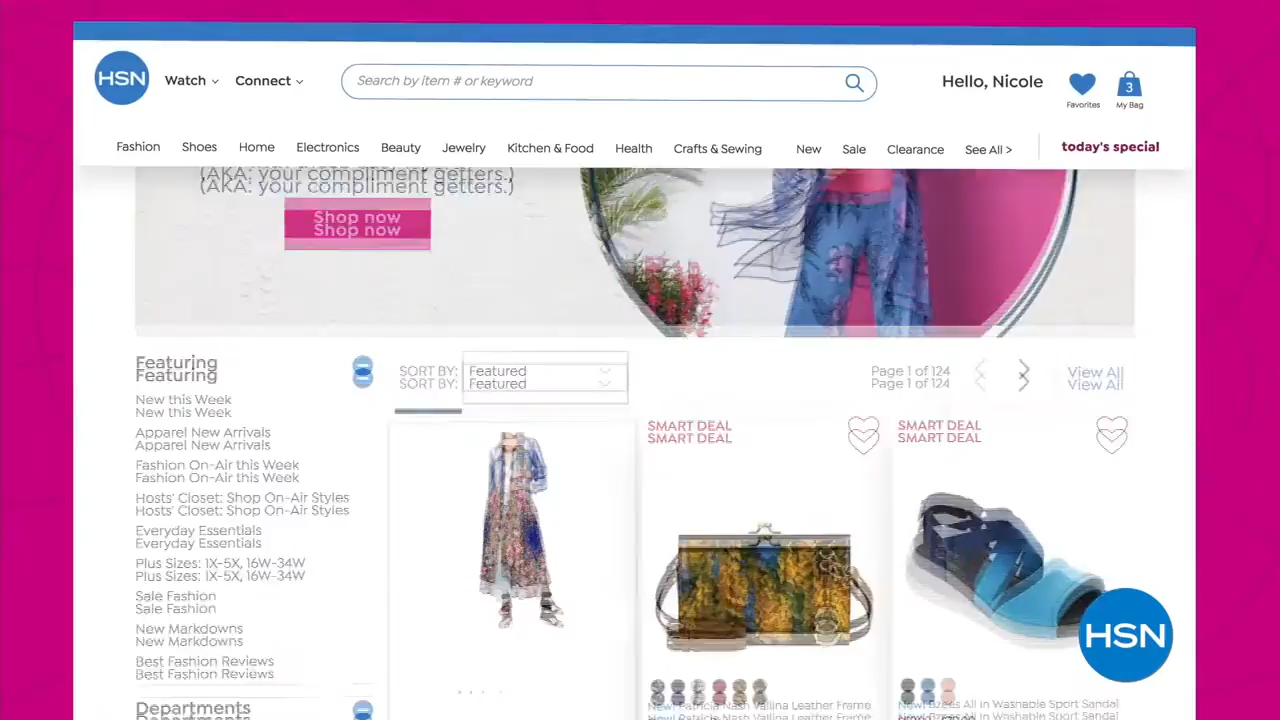 HSN
Watch
Connect
Search by item # or keyword
Hello, Nicole
Favorites
3
My Bag
Fashion
Shoes
Home
Electronics
Beauty
Jewelry
Kitchen & Food
Health
Crafts & Sewing
New
Sale
Clearance
See All >
today's special
(AKA: your compliment getters.)
Shop now
Featuring
New this Week
Apparel New Arrivals
Fashion On-Air this Week
Hosts' Closet: Shop On-Air Styles
Everyday Essentials
Plus Sizes: 1X-5X, 16W-34W
Sale Fashion
New Markdowns
Best Fashion Reviews
Departments
SORT BY: Featured
Page 1 of 124
View All
SMART DEAL
SMART DEAL
New! Patricia Nash Vallina Leather Frame
All in Washable Sport Sandal
HSN